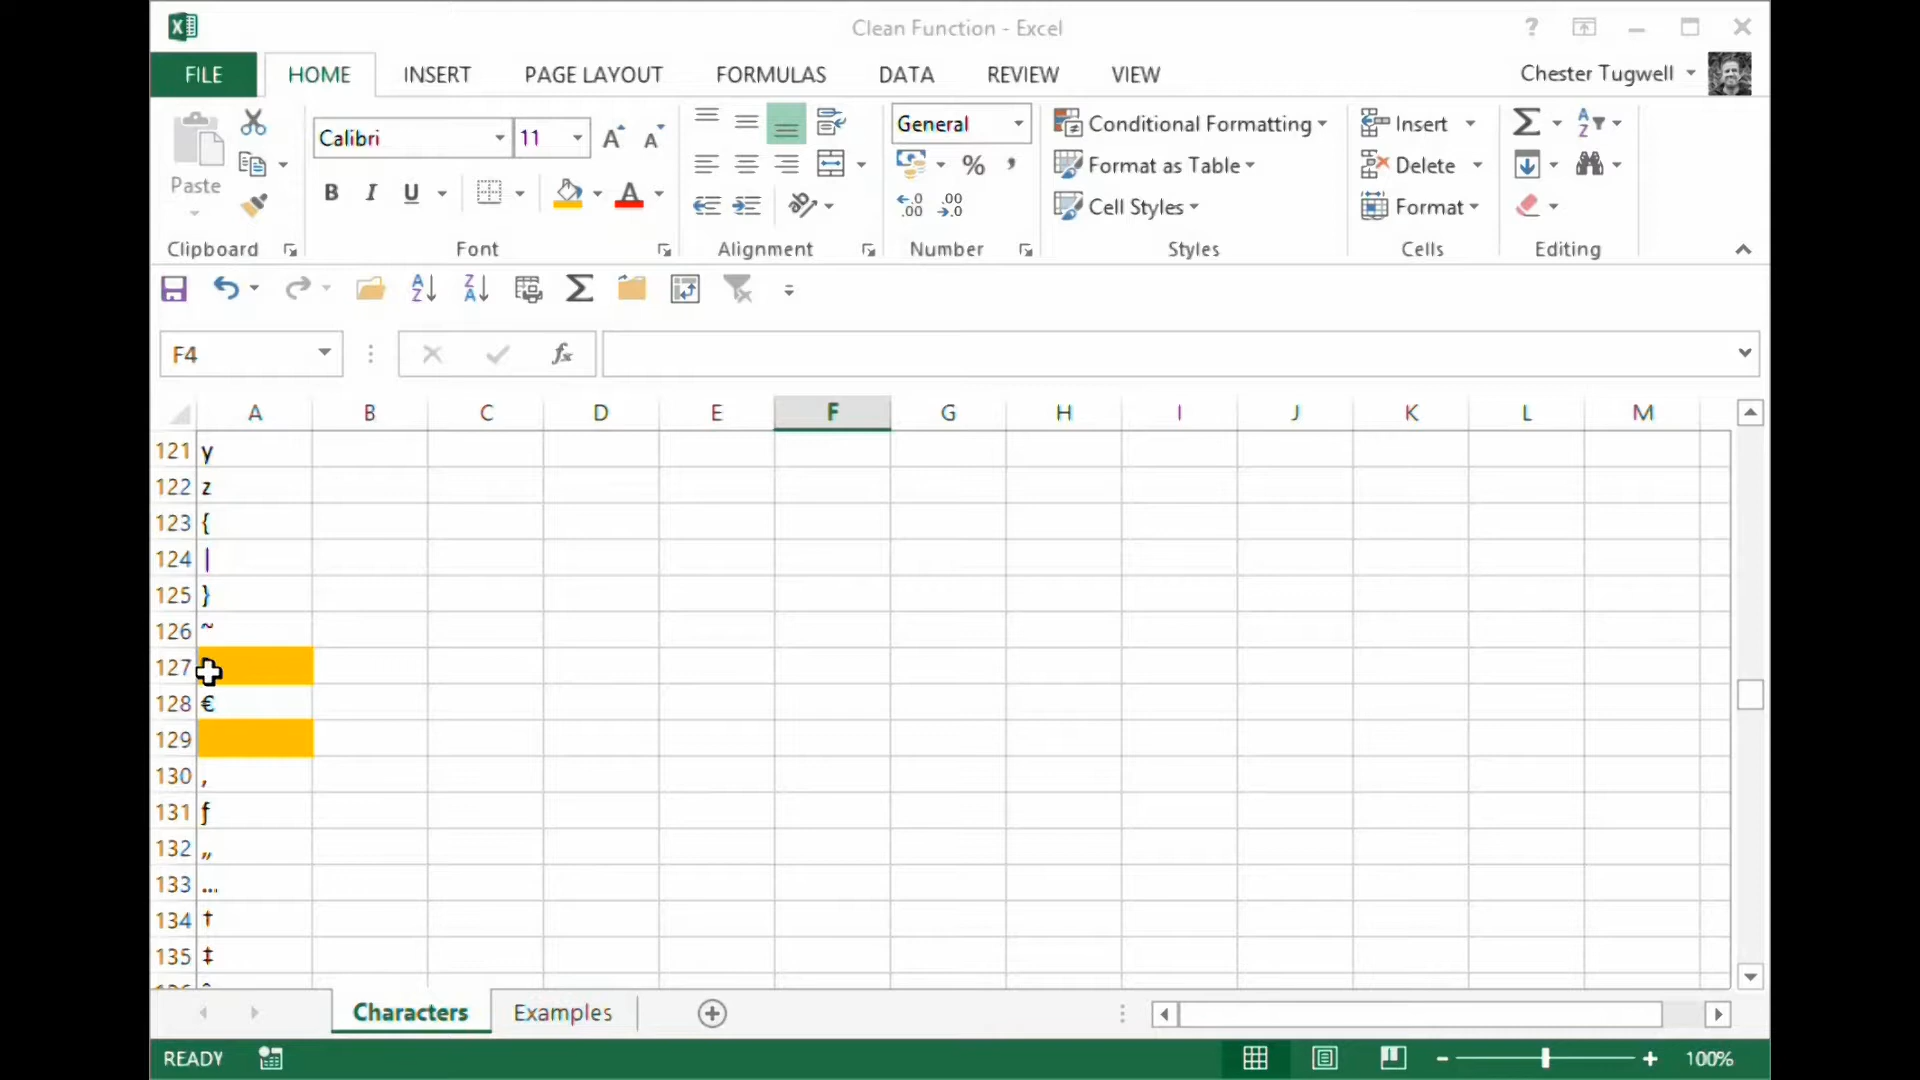 Clean Function - Excel
?
FILE HOME INSERT PAGE LAYOUT FORMULAS DATA REVIEW VIEW Chester Tugwell
Calibri 11 General Conditional Formatting Insert
Paste Format as Table Delete
B I U A Cell Styles Format
Clipboard Font Alignment Number Styles Cells Editing
F4 fx
A B C D E F G H I J K L M
121 y
122 z
123 {
124 |
125 }
126 ~
127
128 €
129
130 ‚
131 ƒ
132 „
133 …
134 †
135 ‡
Characters Examples
READY 100%